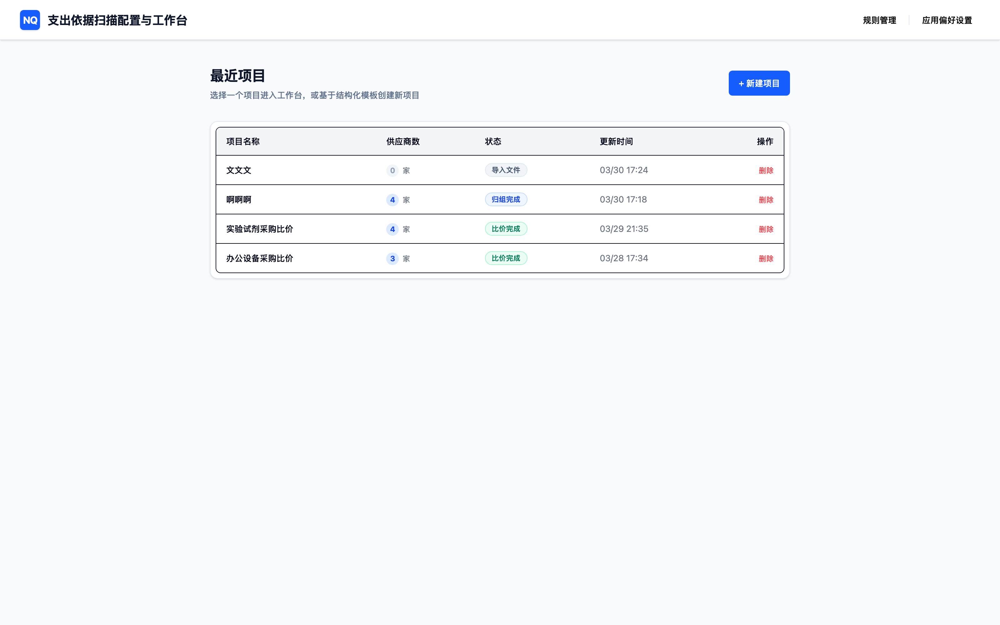 NQ 支出依据扫描配置与工作台 规则管理 应用偏好设置
最近项目
选择一个项目进入工作台，或基于结构化模板创建新项目
+ 新建项目
项目名称 供应商数 状态 更新时间 操作
文文文 0 家 导入文件 03/30 17:24 删除
啊啊啊 4 家 归组完成 03/30 17:18 删除
实验试剂采购比价 4 家 比价完成 03/29 21:35 删除
办公设备采购比价 3 家 比价完成 03/28 17:34 删除